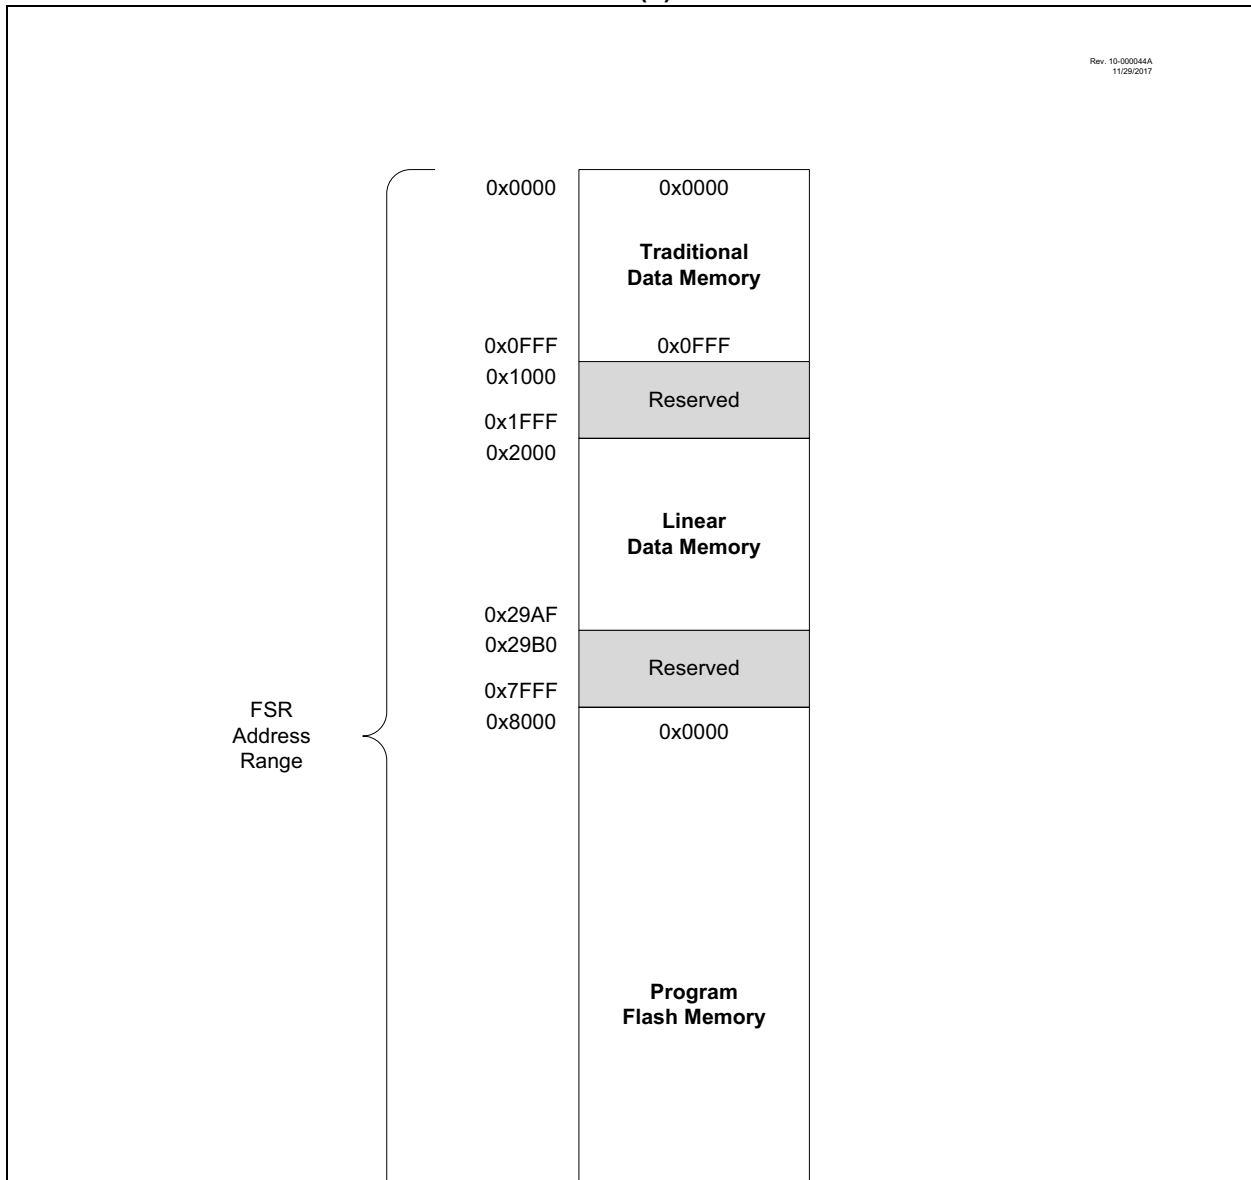 Rev. 10-000044A
11/29/2017
0x0000 0x0000
Traditional
Data Memory
0x0FFF 0x0FFF
0x1000
Reserved
0x1FFF
0x2000
Linear
Data Memory
0x29AF
0x29B0
Reserved
0x7FFF
0x8000 0x0000
FSR
Address
Range
Program
Flash Memory